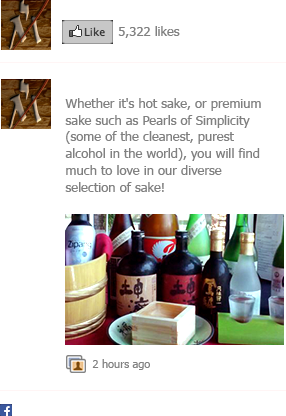 Like 5,322 likes
Whether it's hot sake, or premium
sake such as Pearls of Simplicity
(some of the cleanest, purest
alcohol in the world), you will find
much to love in our diverse
selection of sake!
Zipang
2 hours ago
f